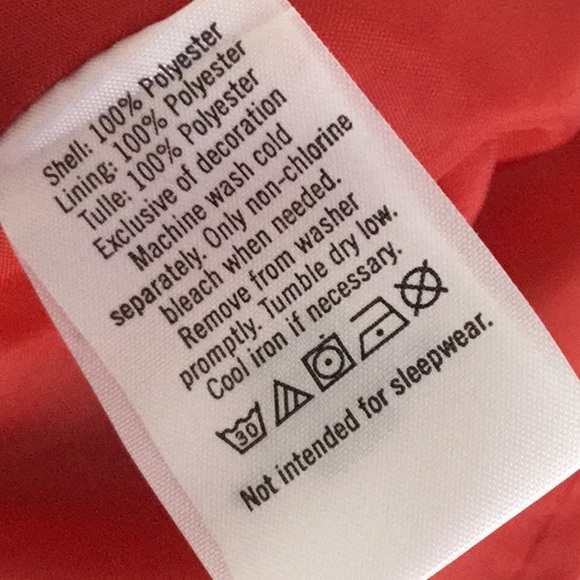 Shell: 100% Polyester
Lining: 100% Polyester
Tulle: 100% Polyester
Exclusive of decoration
Machine wash cold
separately. Only non-chlorine
bleach when needed.
Remove from washer
promptly. Tumble dry low.
Cool iron if necessary.
30
Not intended for sleepwear.